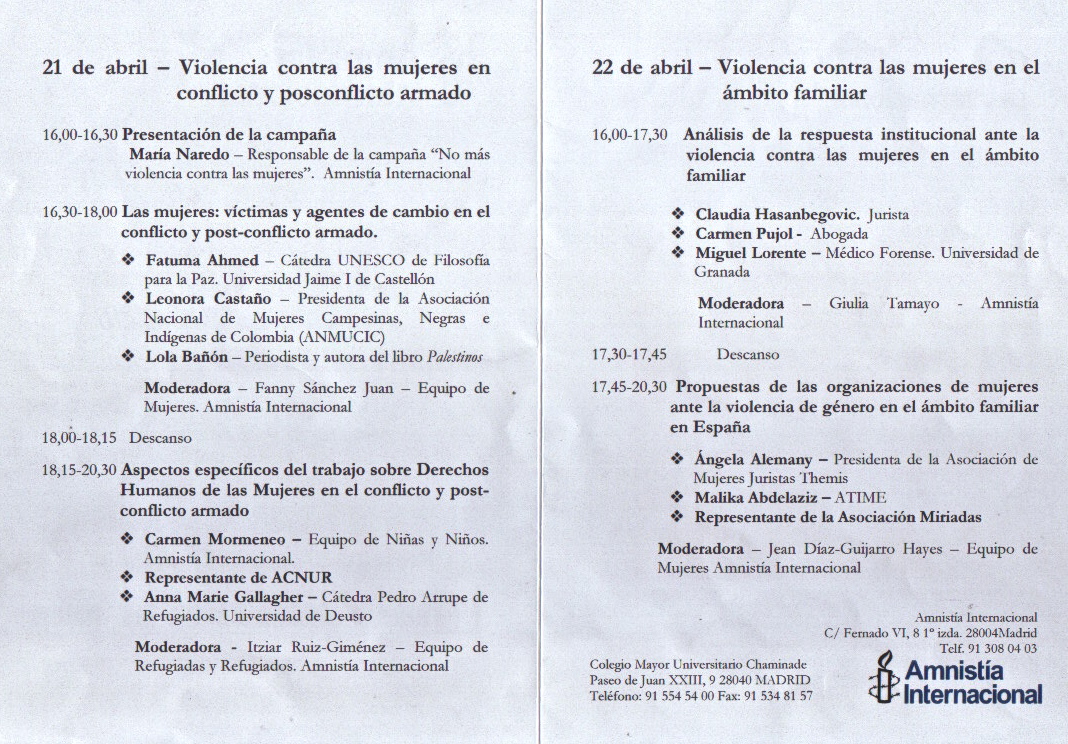 21 de abril – Violencia contra las mujeres en
conflicto y posconflicto armado
16,00-16,30 Presentación de la campaña
María Naredo – Responsable de la campaña “No más
violencia contra las mujeres”. Amnistía Internacional
16,30-18,00 Las mujeres: víctimas y agentes de cambio en el
conflicto y post-conflicto armado.
❖ Fatuma Ahmed – Cátedra UNESCO de Filosofía
para la Paz. Universidad Jaime I de Castellón
❖ Leonora Castaño – Presidenta de la Asociación
Nacional de Mujeres Campesinas, Negras e
Indígenas de Colombia (ANMUCIC)
❖ Lola Bañón – Periodista y autora del libro Palestinos
Moderadora – Fanny Sánchez Juan – Equipo de
Mujeres. Amnistía Internacional
18,00-18,15 Descanso
18,15-20,30 Aspectos específicos del trabajo sobre Derechos
Humanos de las Mujeres en el conflicto y post-
conflicto armado
❖ Carmen Mormeneo – Equipo de Niñas y Niños.
Amnistía Internacional.
❖ Representante de ACNUR
❖ Anna Marie Gallagher – Cátedra Pedro Arrupe de
Refugiados. Universidad de Deusto
Moderadora - Itziar Ruiz-Giménez – Equipo de
Refugiadas y Refugiados. Amnistía Internacional
22 de abril – Violencia contra las mujeres en el
ámbito familiar
16,00-17,30 Análisis de la respuesta institucional ante la
violencia contra las mujeres en el ámbito
familiar
❖ Claudia Hasanbegovic. Jurista
❖ Carmen Pujol - Abogada
❖ Miguel Lorente – Médico Forense. Universidad de
Granada
Moderadora – Giulia Tamayo - Amnistía
Internacional
17,30-17,45 Descanso
17,45-20,30 Propuestas de las organizaciones de mujeres
ante la violencia de género en el ámbito familiar
en España
❖ Ángela Alemany – Presidenta de la Asociación de
Mujeres Juristas Themis
❖ Malika Abdelaziz – ATIME
❖ Representante de la Asociación Miriadas
Moderadora – Jean Díaz-Guijarro Hayes – Equipo de
Mujeres Amnistía Internacional
Amnistía Internacional
C/ Fernado VI, 8 1º izda. 28004Madrid
Telf. 91 308 04 03
Colegio Mayor Universitario Chaminade
Paseo de Juan XXIII, 9 28040 MADRID
Teléfono: 91 554 54 00 Fax: 91 534 81 57
Amnistía
Internacional